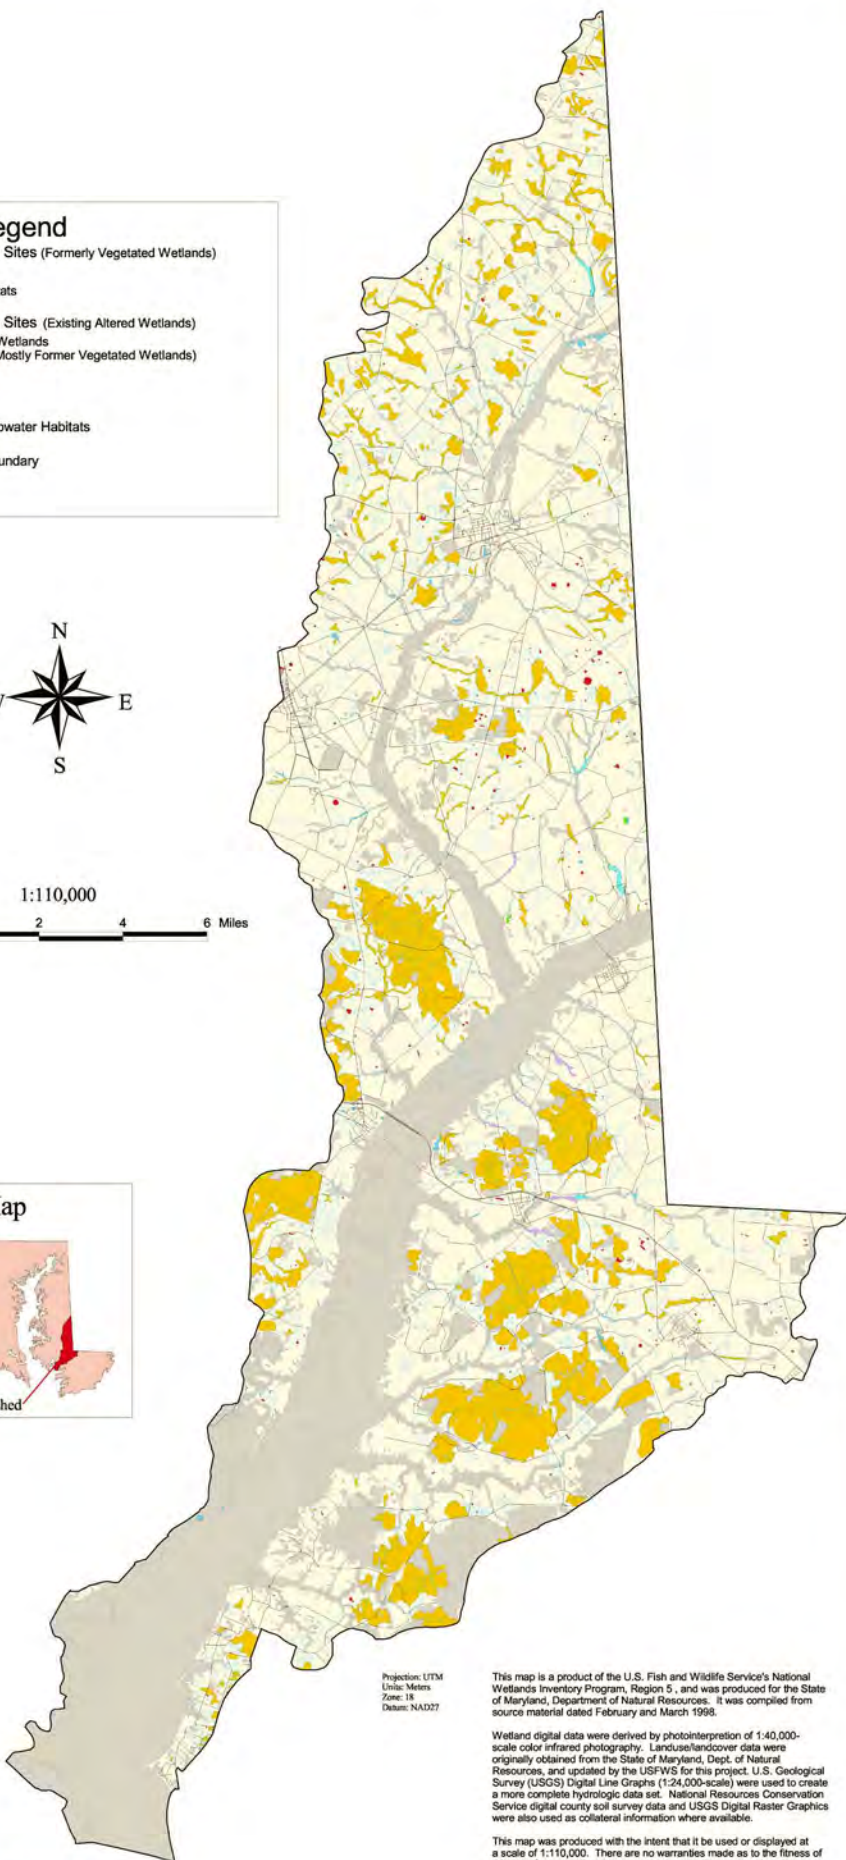 egend
Sites (Formerly Vegetated Wetlands)
ats
Sites (Existing Altered Wetlands)
Wetlands
Mostly Former Vegetated Wetlands)
owater Habitats
undary
N
E
S
1:110,000
2 4 6 Miles
ap
hed
Projection: UTM
Units: Meters
Zone: 18
Datum: NAD27
This map is a product of the U.S. Fish and Wildlife Service's National
Wetlands Inventory Program, Region 5 , and was produced for the State
of Maryland, Department of Natural Resources. It was compiled from
source material dated February and March 1998.
Wetland digital data were derived by photointerpretion of 1:40,000-
scale color infrared photography. Landuse/landcover data were
originally obtained from the State of Maryland, Dept. of Natural
Resources, and updated by the USFWS for this project. U.S. Geological
Survey (USGS) Digital Line Graphs (1:24,000-scale) were used to create
a more complete hydrologic data set. National Resources Conservation
Service digital county soil survey data and USGS Digital Raster Graphics
were also used as collateral information where available.
This map was produced with the intent that it be used or displayed at
a scale of 1:110,000. There are no warranties made as to the fitness of